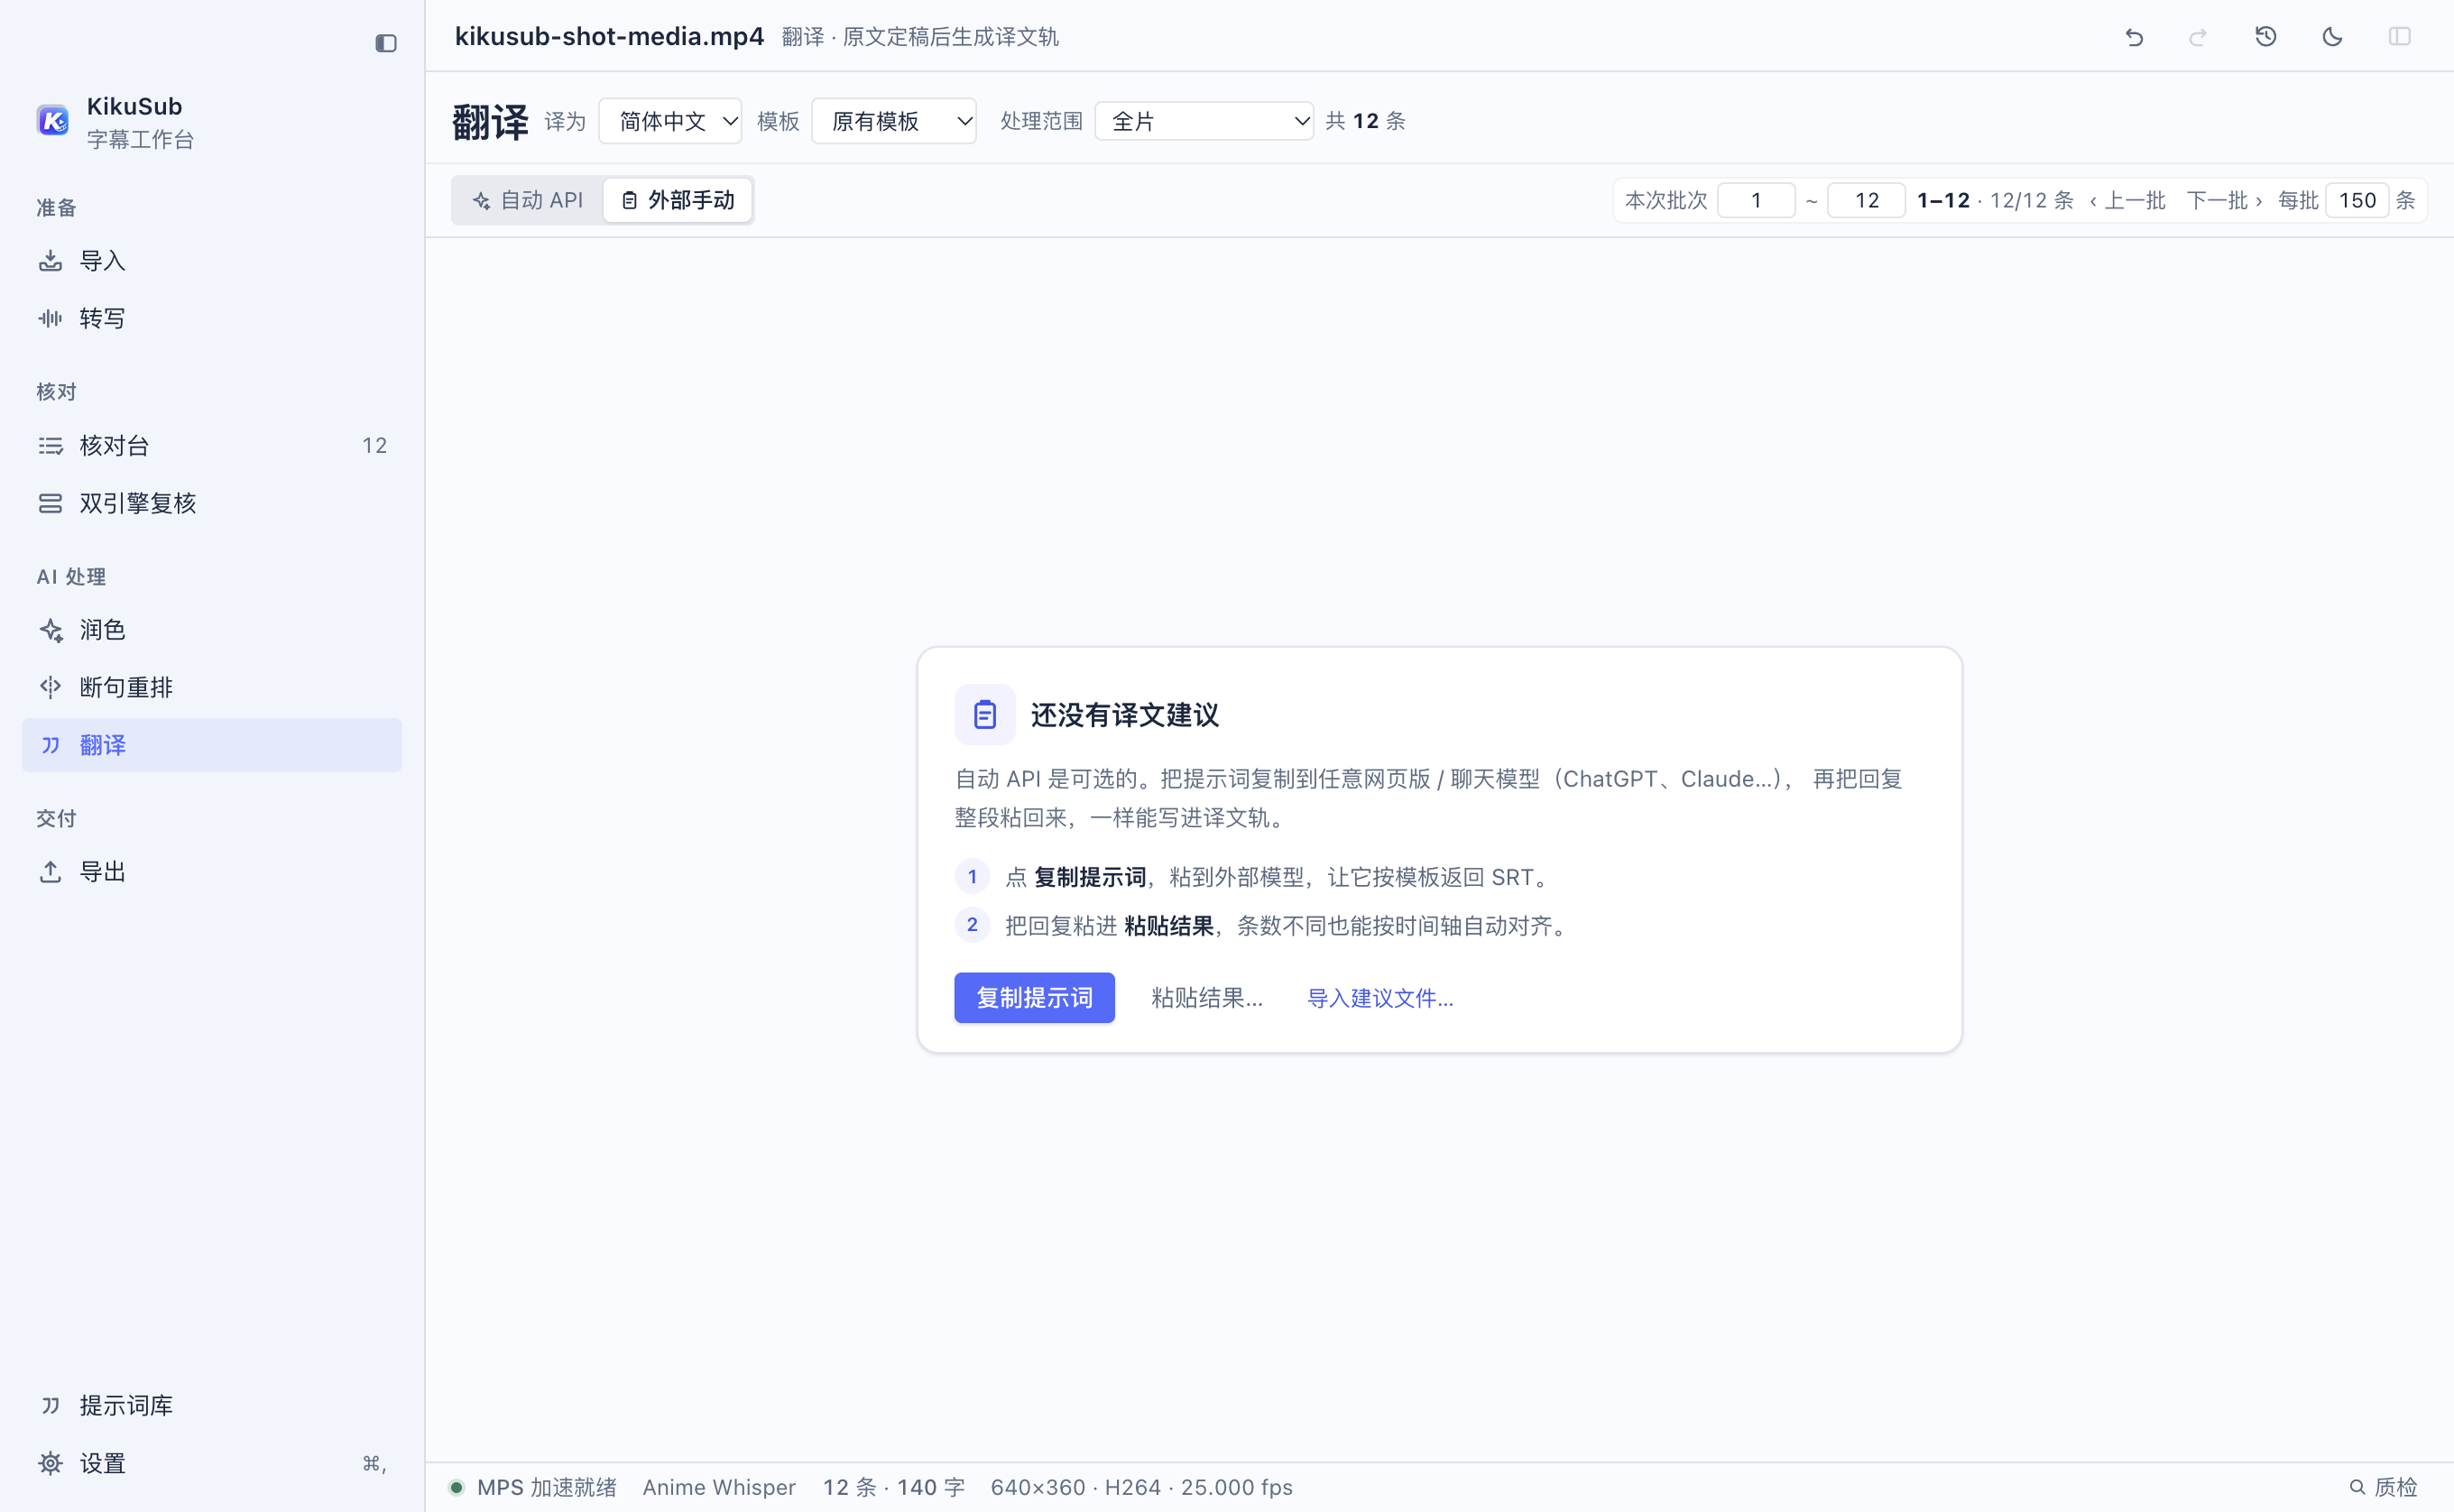 KikuSub
字幕工作台
准备
导入
转写
核对
核对台 12
双引擎复核
AI 处理
润色
断句重排
翻译
交付
导出
提示词库
设置 ⌘,
kikusub-shot-media.mp4 翻译 · 原文定稿后生成译文轨
翻译 译为 简体中文 模板 原有模板 处理范围 全片 共 12 条
自动 API 外部手动 本次批次 1 ~ 12 1–12 · 12/12 条 ‹ 上一批 下一批 › 每批 150 条
还没有译文建议
自动 API 是可选的。把提示词复制到任意网页版 / 聊天模型（ChatGPT、Claude…）， 再把回复
整段粘回来，一样能写进译文轨。
1 点 复制提示词，粘到外部模型，让它按模板返回 SRT。
2 把回复粘进 粘贴结果，条数不同也能按时间轴自动对齐。
复制提示词 粘贴结果… 导入建议文件…
MPS 加速就绪 Anime Whisper 12 条 · 140 字 640×360 · H264 · 25.000 fps 质检